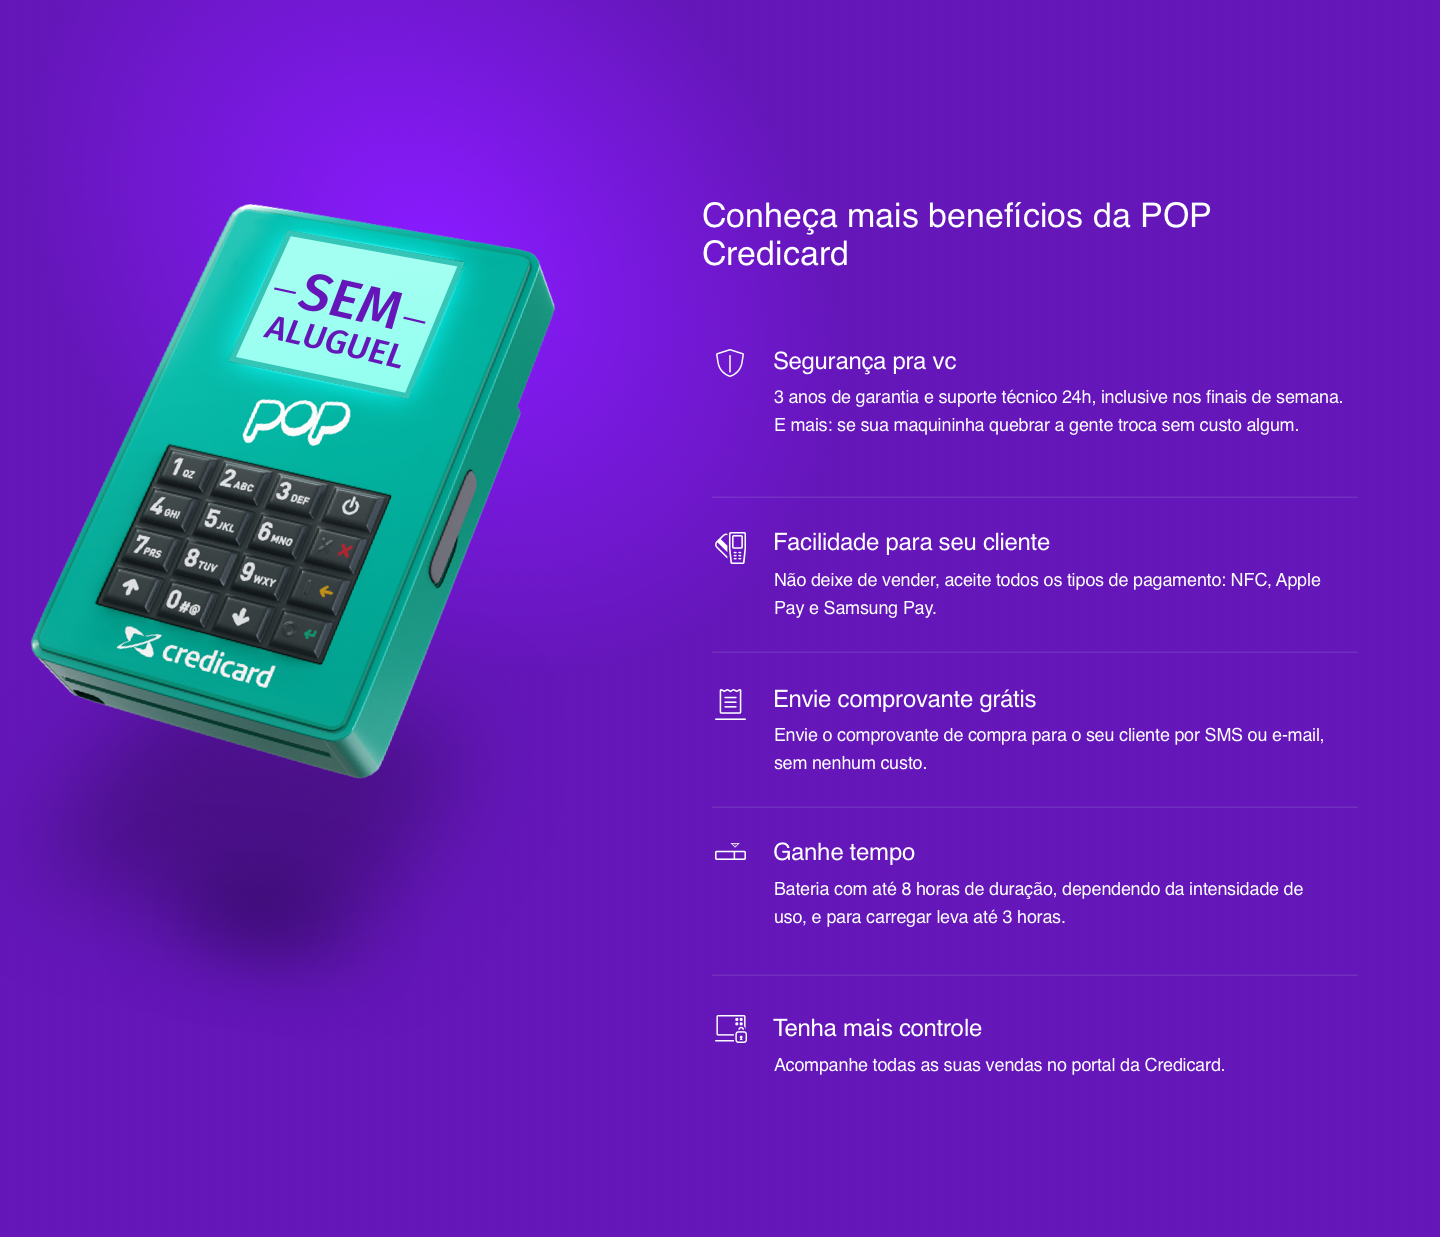 SEM
ALUGUEL
POP
1 QZ 2 ABC 3 DEF
4 GHI 5 JKL 6 MNO
7 PRS 8 TUV 9 WXY
0 #@
credicard
Conheça mais benefícios da POP
Credicard
Segurança pra vc
3 anos de garantia e suporte técnico 24h, inclusive nos finais de semana.
E mais: se sua maquininha quebrar a gente troca sem custo algum.
Facilidade para seu cliente
Não deixe de vender, aceite todos os tipos de pagamento: NFC, Apple
Pay e Samsung Pay.
Envie comprovante grátis
Envie o comprovante de compra para o seu cliente por SMS ou e-mail,
sem nenhum custo.
Ganhe tempo
Bateria com até 8 horas de duração, dependendo da intensidade de
uso, e para carregar leva até 3 horas.
Tenha mais controle
Acompanhe todas as suas vendas no portal da Credicard.